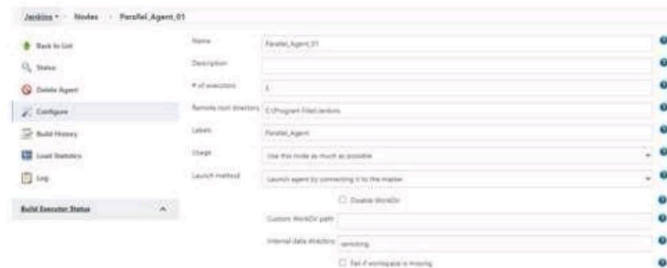 Jenkins Nodes Parallel_Agent_01
Back to List
Status
Delete Agent
Configure
Build History
Load Statistics
Log
Build Executor Status
Name Parallel_Agent_01
Description
# of executors
Remote root directory C:\Program Files\Jenkins
Labels Parallel_Agent
Usage Use this node as much as possible
Launch method Launch agent by connecting it to the master
Disable WorkDir
Custom WorkDir path
Internal data directory remoting
Fail if workspace is missing